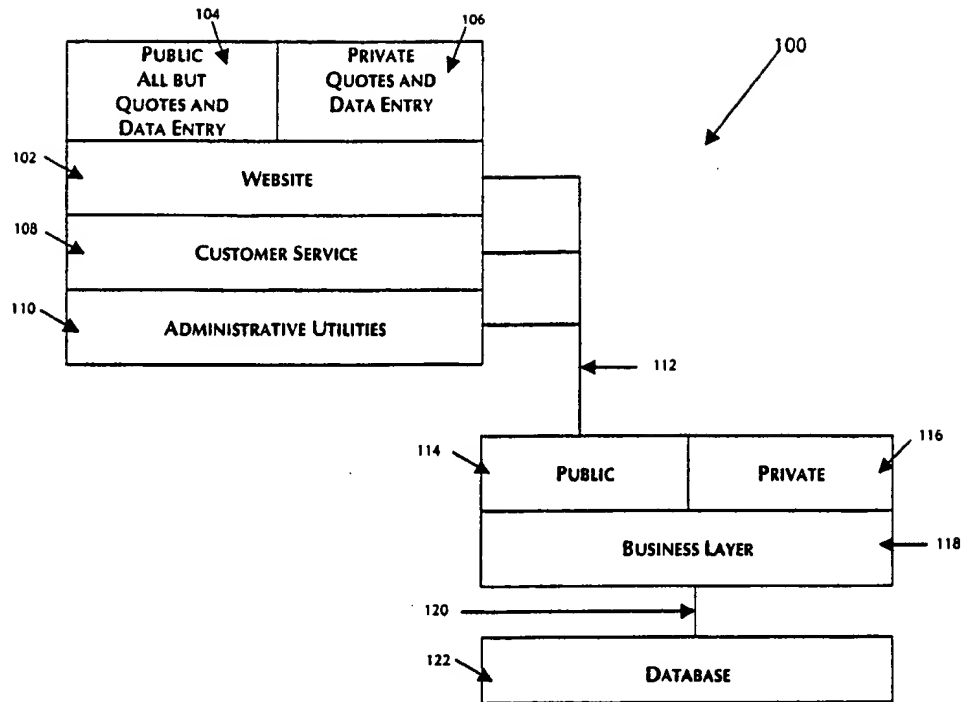 104
106
100
PUBLIC
ALL BUT
QUOTES AND
DATA ENTRY
PRIVATE
QUOTES AND
DATA ENTRY
102
WEBSITE
108
CUSTOMER SERVICE
110
ADMINISTRATIVE UTILITIES
112
114
PUBLIC
PRIVATE
116
BUSINESS LAYER
118
120
122
DATABASE